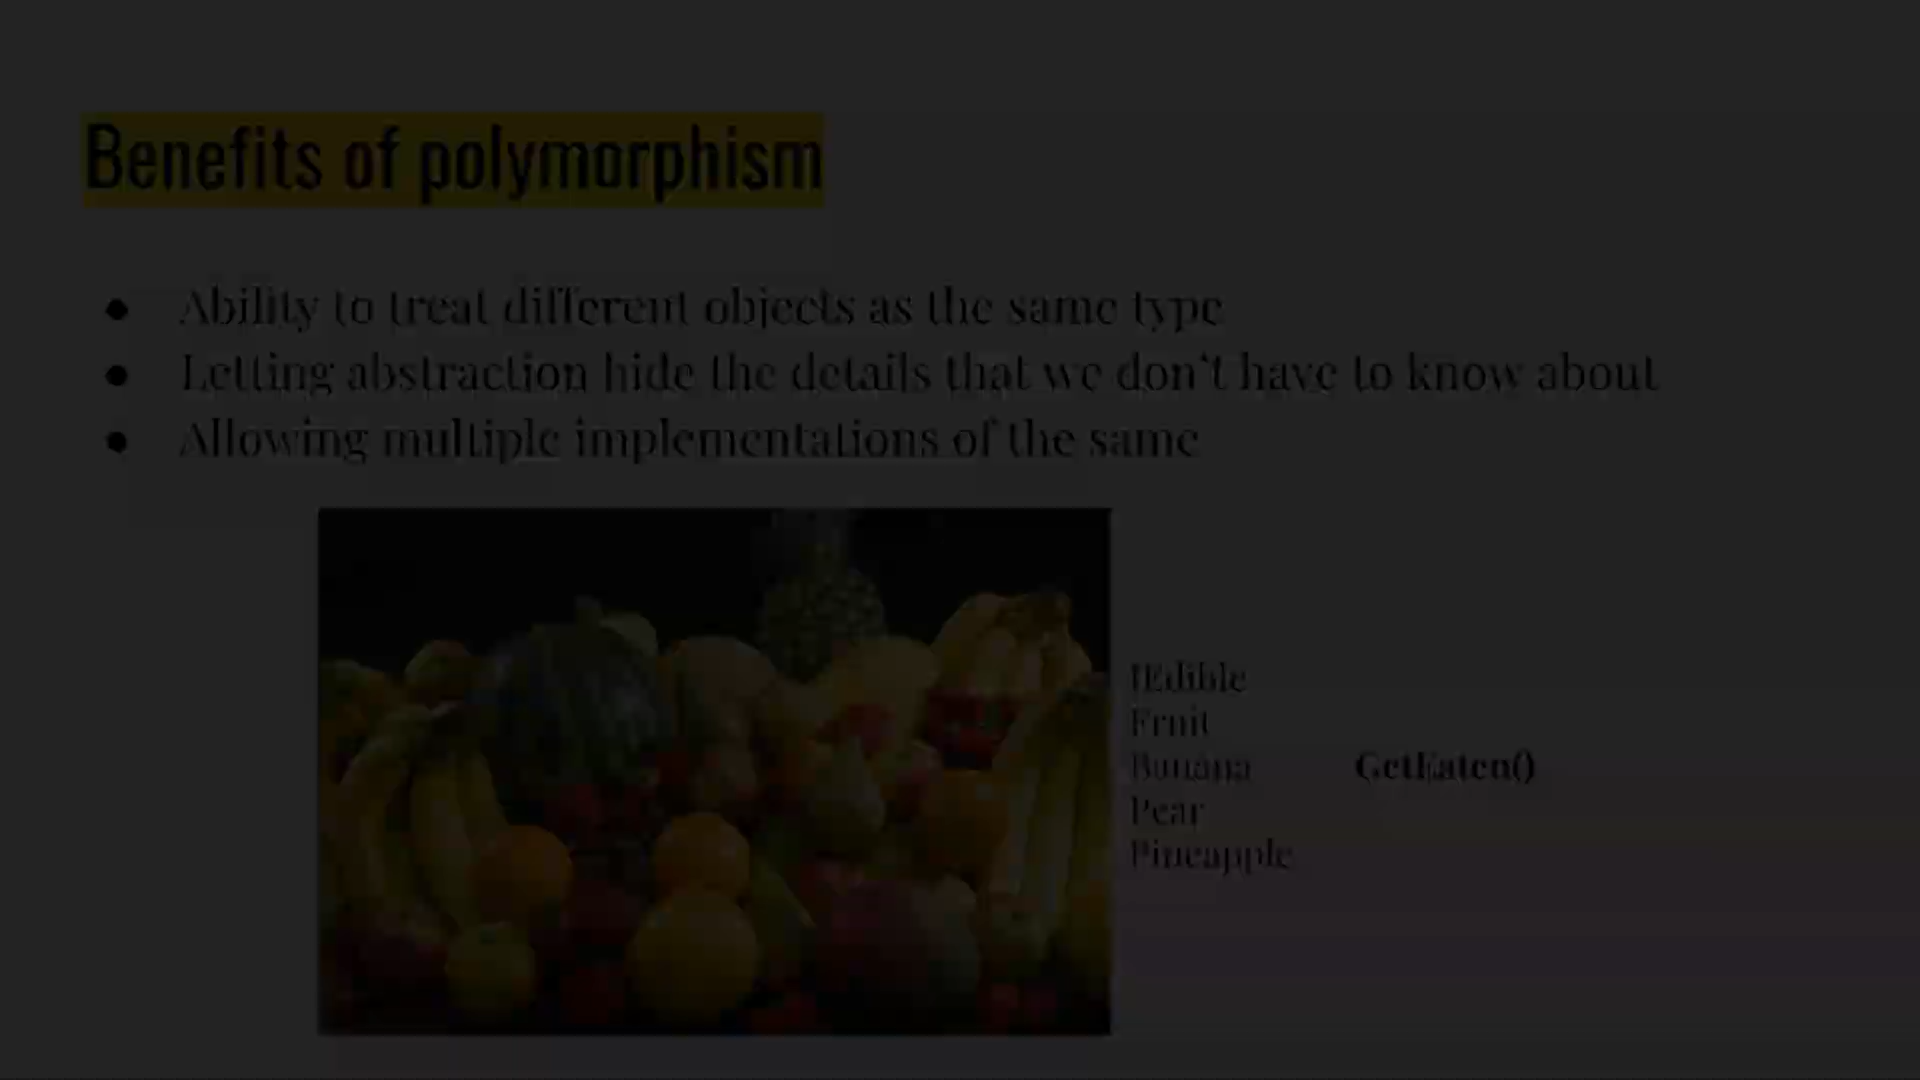 Benefits of polymorphism
● Ability to treat different objects as the same type
● Letting abstraction hide the details that we don't have to know about
● Allowing multiple implementations of the same
IEdible
Fruit
Banana GetEaten()
Pear
Pineapple